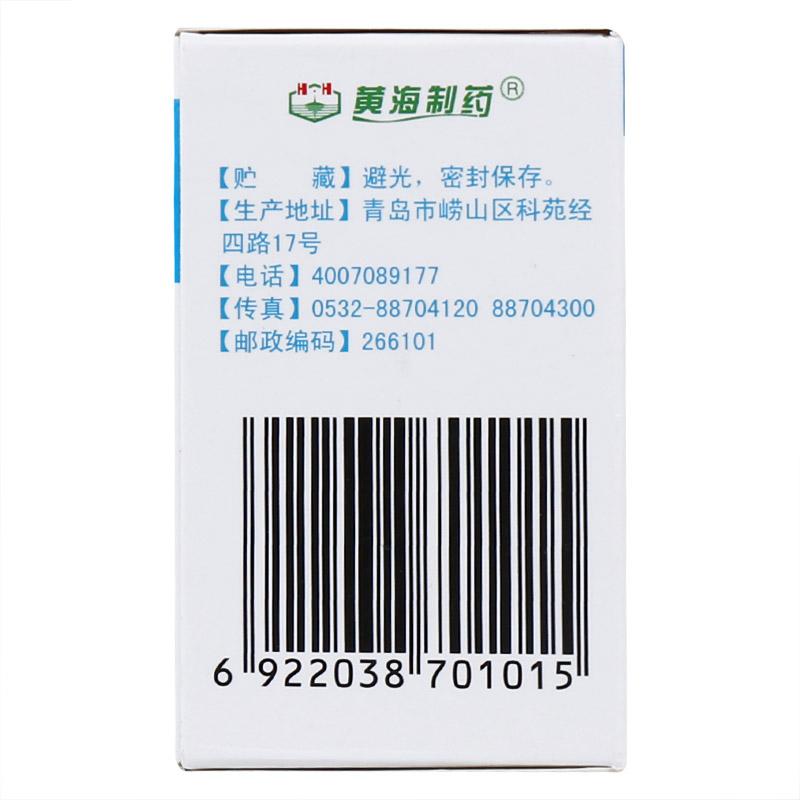 HH 黄海制药®
【贮 藏】避光，密封保存。
【生产地址】青岛市崂山区科苑经
四路17号
【电话】4007089177
【传真】0532-88704120 88704300
【邮政编码】266101
6 922038 701015